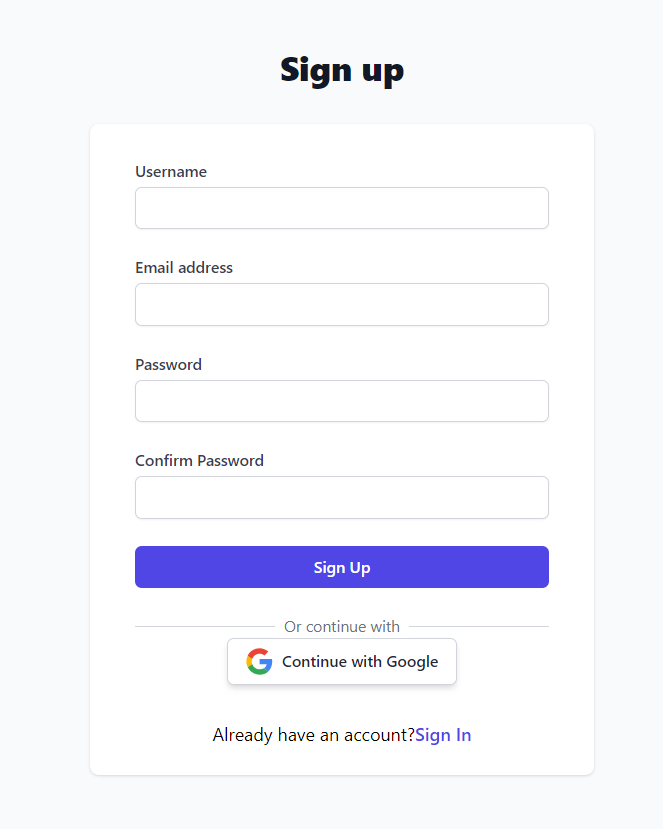 Sign up
Username
Email address
Password
Confirm Password
Sign Up
Or continue with
Continue with Google
Already have an account?Sign In